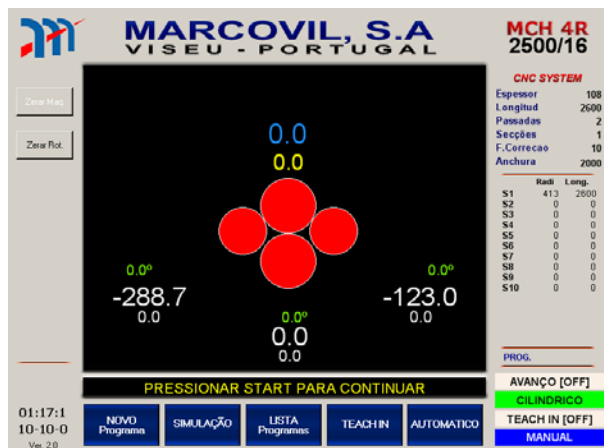 MARCOVIL, S.A
VISEU - PORTUGAL
MCH 4R
2500/16
Zerar Maq.
Zerar Rot.
0.0
0.0
0.0º
-288.7
0.0
0.0º
0.0
0.0
0.0º
-123.0
0.0
CNC SYSTEM
Espessor 108
Longitud 2600
Passadas 2
Secções 1
F.Correcao 10
Anchura 2000
Radi Long.
S1 413 2600
S2 0 0
S3 0 0
S4 0 0
S5 0 0
S6 0 0
S7 0 0
S8 0 0
S9 0 0
S10 0 0
PROG.
PRESSIONAR START PARA CONTINUAR
AVANÇO [OFF]
CILINDRICO
TEACH IN [OFF]
MANUAL
01:17:1
10-10-0
Ver. 2.0
NOVO
Programa
SIMULAÇÃO
LISTA
Programas
TEACH IN
AUTOMATICO